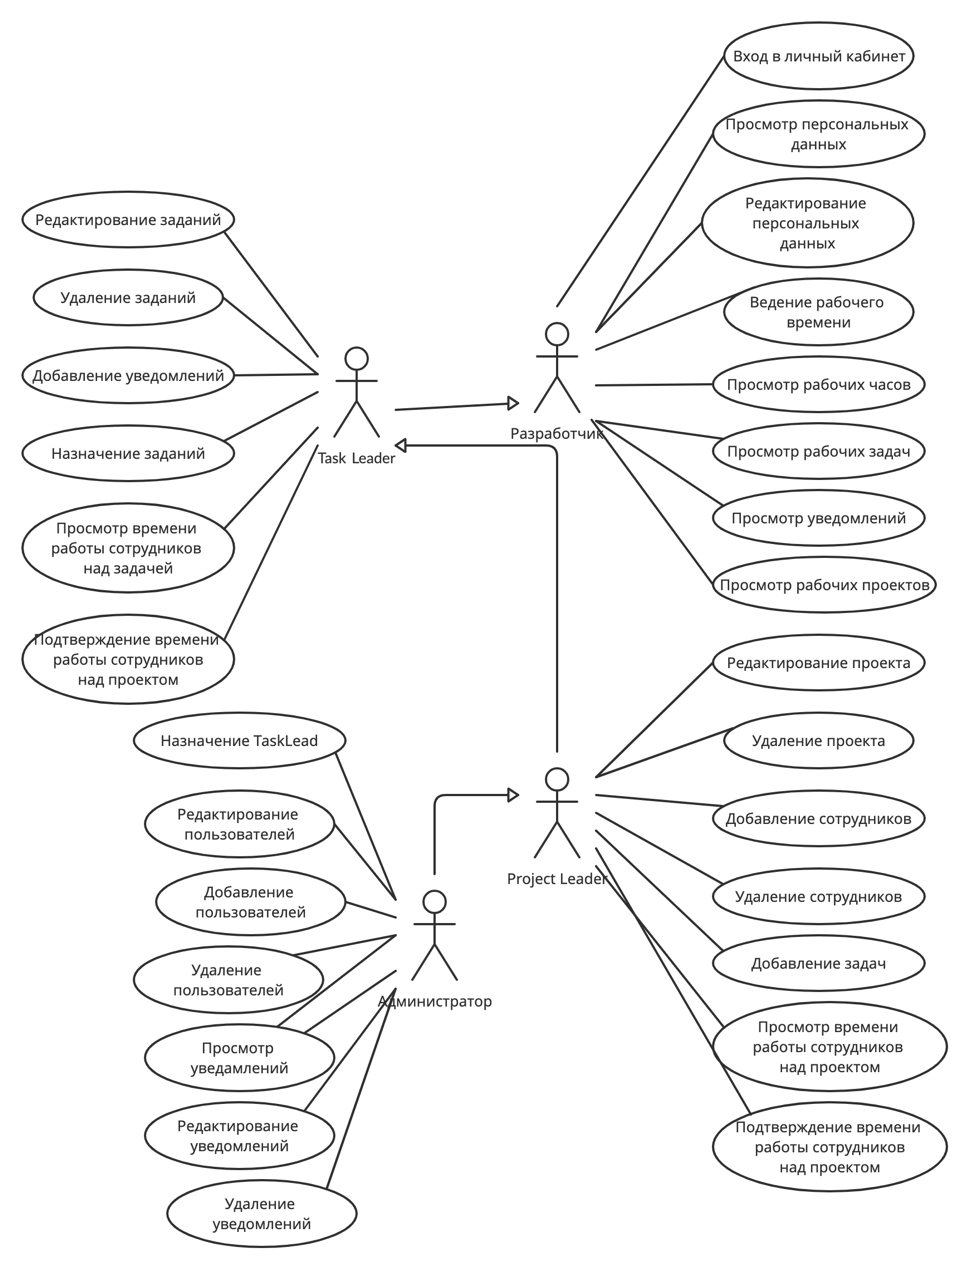 Вход в личный кабинет
Просмотр персональных
данных
Редактирование
персональных
данных
Ведение рабочего
времени
Просмотр рабочих часов
Просмотр рабочих задач
Просмотр уведомлений
Просмотр рабочих проектов
Разработчик
Редактирование заданий
Удаление заданий
Добавление уведомлений
Назначение заданий
Просмотр времени
работы сотрудников
над задачей
Подтверждение времени
работы сотрудников
над проектом
Task Leader
Редактирование проекта
Удаление проекта
Добавление сотрудников
Удаление сотрудников
Добавление задач
Просмотр времени
работы сотрудников
над проектом
Подтверждение времени
работы сотрудников
над проектом
Project Leader
Назначение TaskLead
Редактирование
пользователей
Добавление
пользователей
Удаление
пользователей
Просмотр
уведамлений
Редактирование
уведомлений
Удаление
уведомлений
Администратор